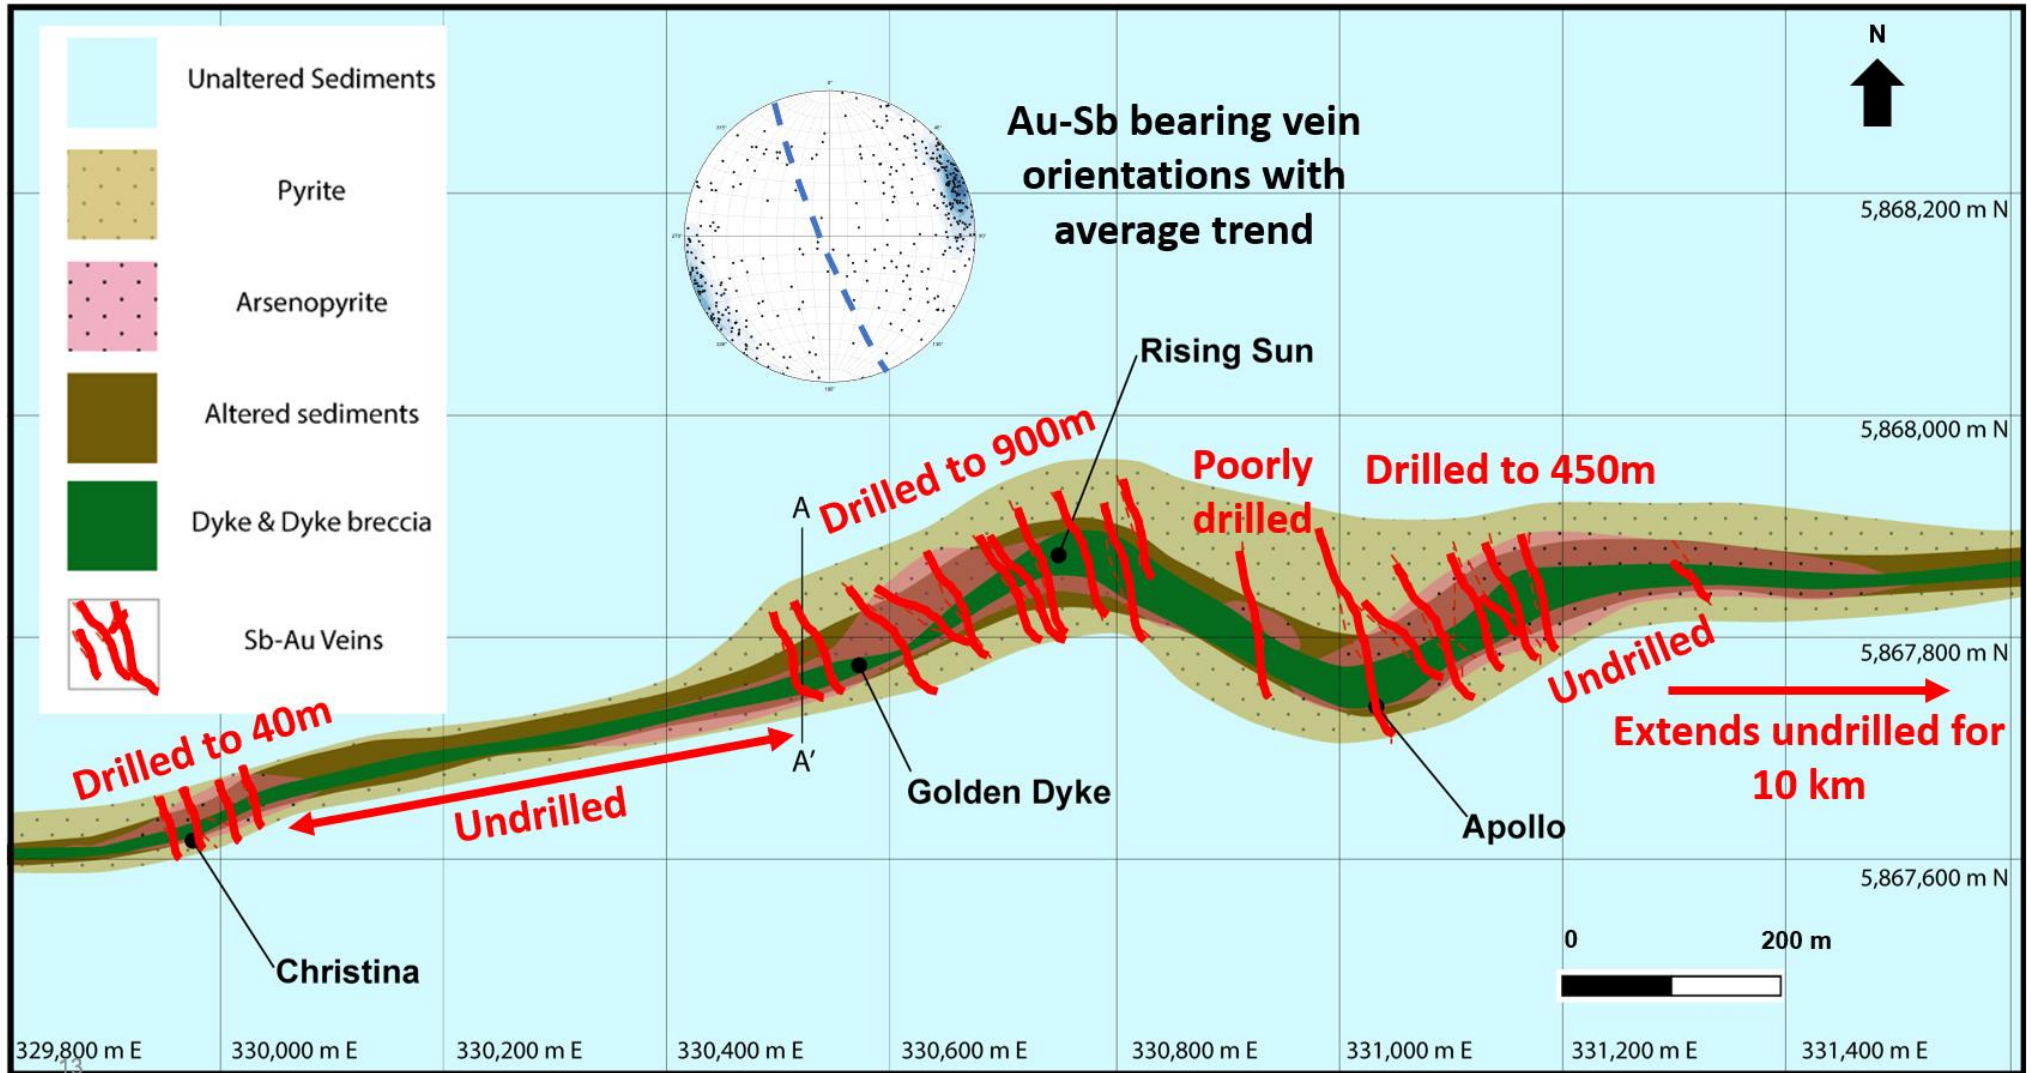 Unaltered Sediments
Pyrite
Arsenopyrite
Altered sediments
Dyke & Dyke breccia
Sb-Au Veins
N
Au-Sb bearing vein
orientations with
average trend
5,868,200 m N
Rising Sun
5,868,000 m N
Drilled to 900m
Poorly
drilled
Drilled to 450m
A
5,867,800 m N
Undrilled
Drilled to 40m
A'
Extends undrilled for
10 km
Golden Dyke
Undrilled
Apollo
5,867,600 m N
Christina
0
200 m
329,800 m E
330,000 m E
330,200 m E
330,400 m E
330,600 m E
330,800 m E
331,000 m E
331,200 m E
331,400 m E
13